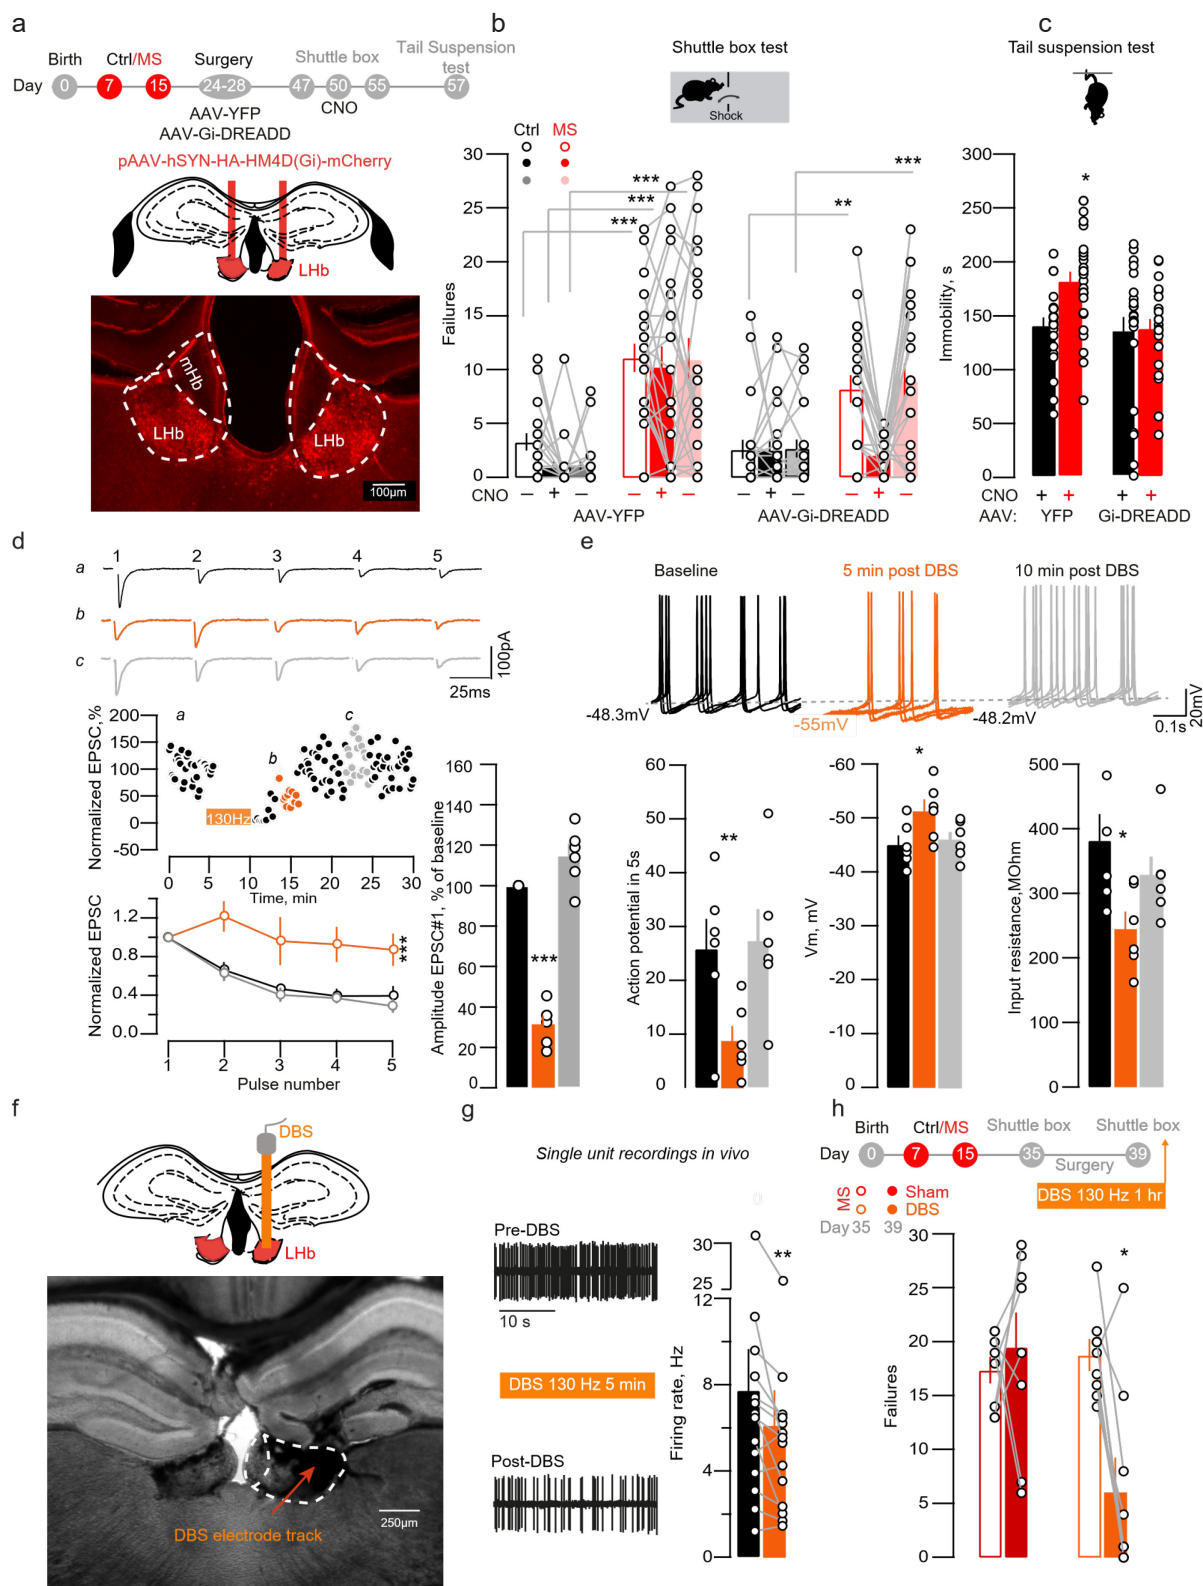 a
Birth
Ctrl/MS
Surgery
Shuttle box
Tail Suspension
test
Day
0
7
15
24-28
47
50
55
57
CNO
AAV-YFP
AAV-Gi-DREADD
pAAV-hSYN-HA-HM4D(Gi)-mCherry
LHb
mHb
LHb
LHb
100µm
b
Shuttle box test
Shock
Ctrl
MS
Failures
30
25
20
15
10
5
0
***
***
***
**
***
CNO
− + −
− + −
− + −
− + −
AAV-YFP
AAV-Gi-DREADD
c
Tail suspension test
Immobility, s
300
250
200
150
100
50
0
*
CNO
+ +
+ +
AAV:
YFP
Gi-DREADD
d
1 2 3 4 5
a
b
c
100pA
25ms
Normalized EPSC, %
200
150
100
50
0
-50
a
b
c
130Hz
0 5 10 15 20 25 30
Time, min
Normalized EPSC
1.2
0.8
0.4
0.0
***
1 2 3 4 5
Pulse number
Amplitude EPSC#1, % of baseline
160
140
120
100
80
60
40
20
0
***
e
Baseline
5 min post DBS
10 min post DBS
-48.3mV
-55mV
-48.2mV
20mV
0.1s
Action potential in 5s
60
50
40
30
20
10
0
**
Vm, mV
-60
-50
-40
-30
-20
-10
-0
*
Input resistance,MOhm
500
400
300
200
100
0
*
f
DBS
LHb
DBS electrode track
250µm
g
Single unit recordings in vivo
Pre-DBS
10 s
DBS 130 Hz 5 min
Post-DBS
Firing rate, Hz
30
25
12
8
4
0
**
h
Birth
Ctrl/MS
Shuttle box
Shuttle box
Day
0
7
15
35
39
Surgery
DBS 130 Hz 1 hr
MS
Sham
DBS
Day 35 39
Failures
30
25
20
15
10
5
0
*